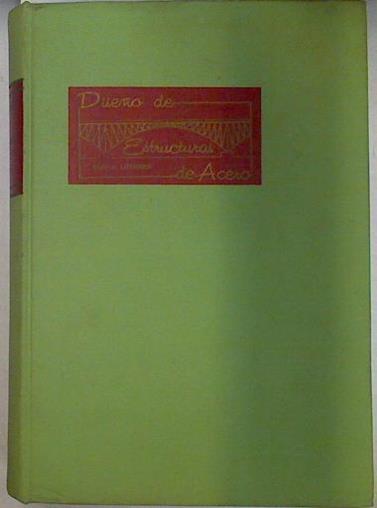 Diseño de
Estructuras
de Acero